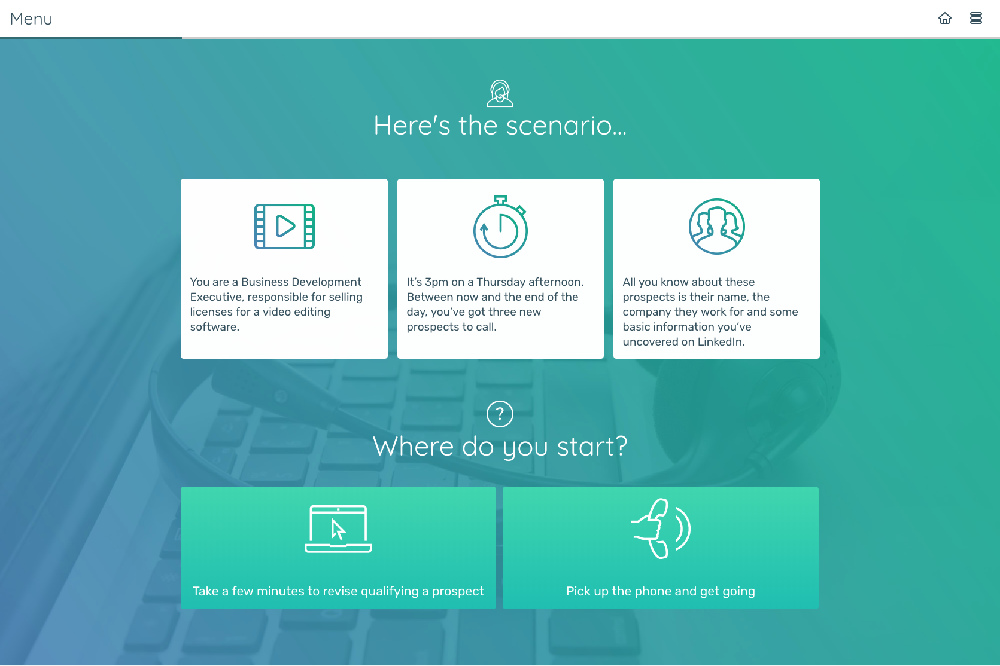 Menu
Here's the scenario...
You are a Business Development
Executive, responsible for selling
licenses for a video editing
software.
It’s 3pm on a Thursday afternoon.
Between now and the end of the
day, you’ve got three new
prospects to call.
All you know about these
prospects is their name, the
company they work for and some
basic information you’ve
uncovered on LinkedIn.
?
Where do you start?
Take a few minutes to revise qualifying a prospect
Pick up the phone and get going